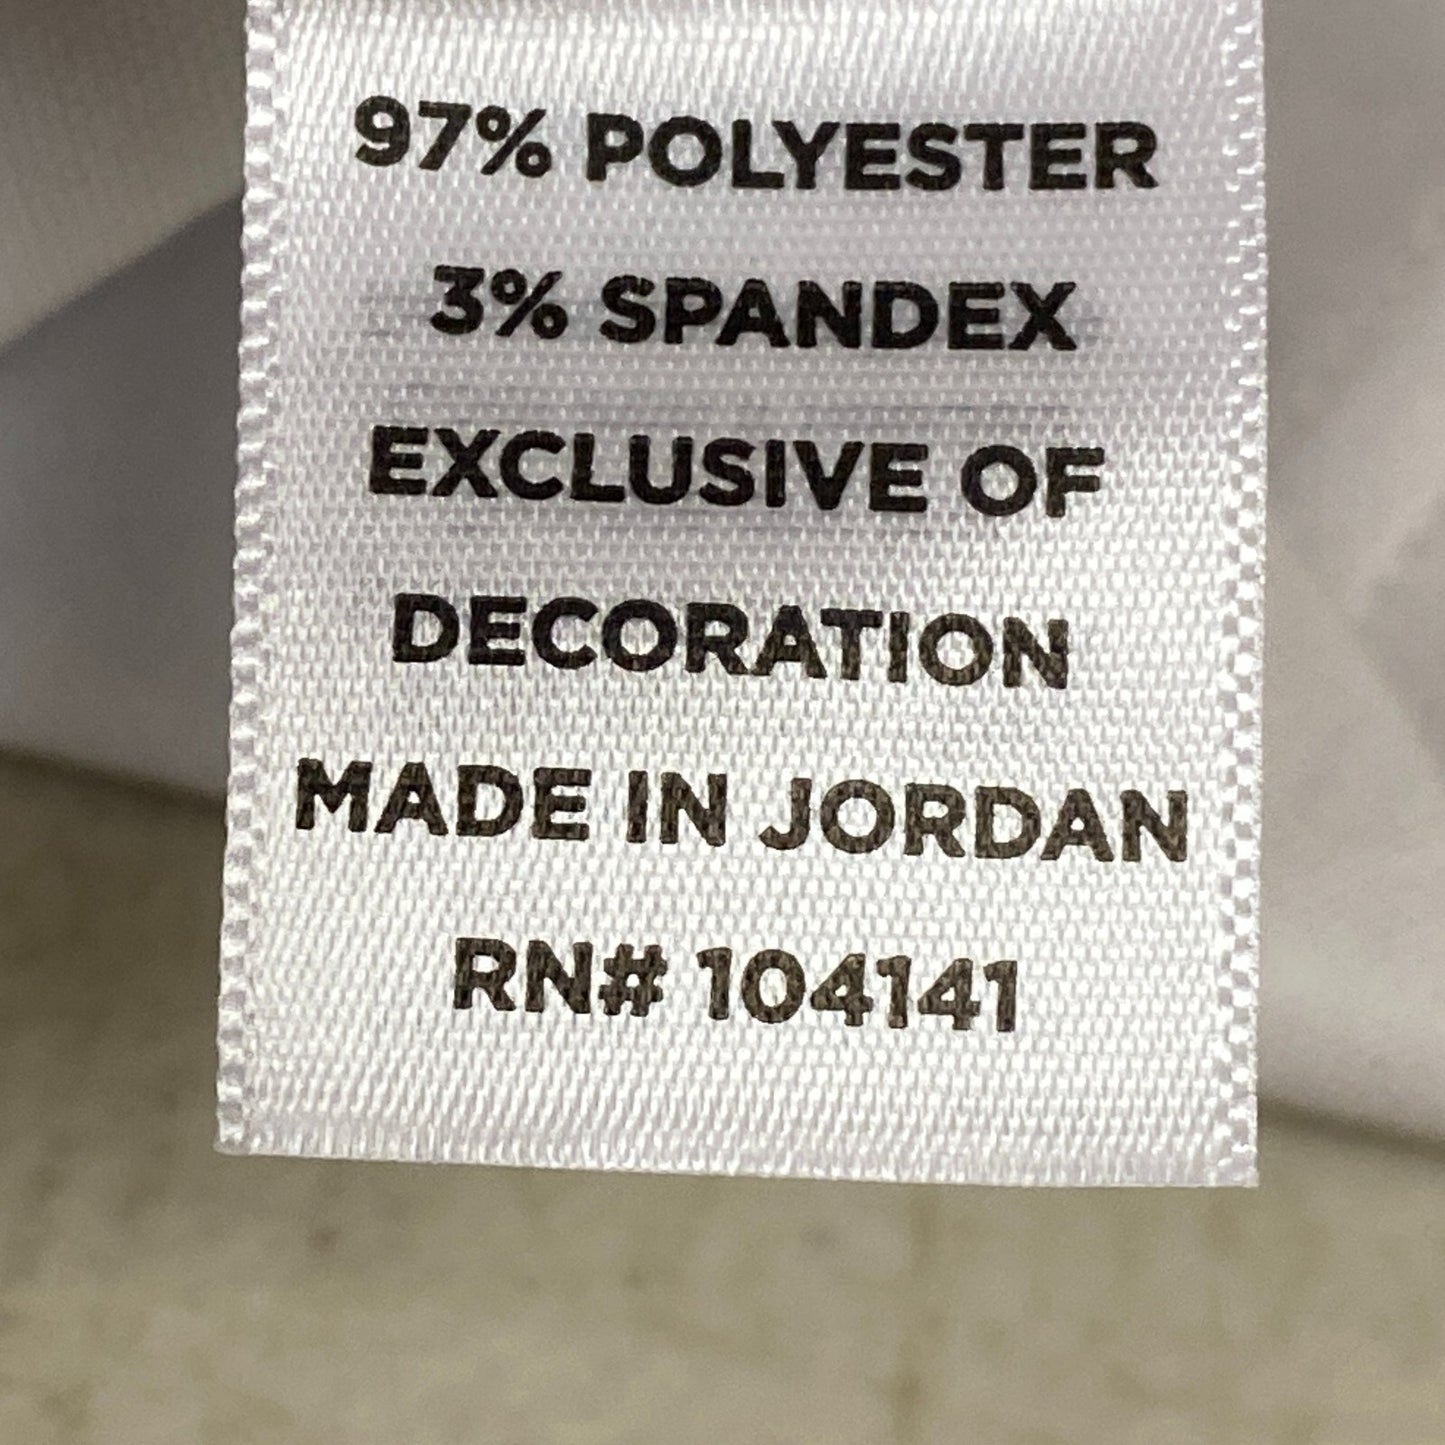 97% POLYESTER
3% SPANDEX
EXCLUSIVE OF
DECORATION
MADE IN JORDAN
RN# 104141